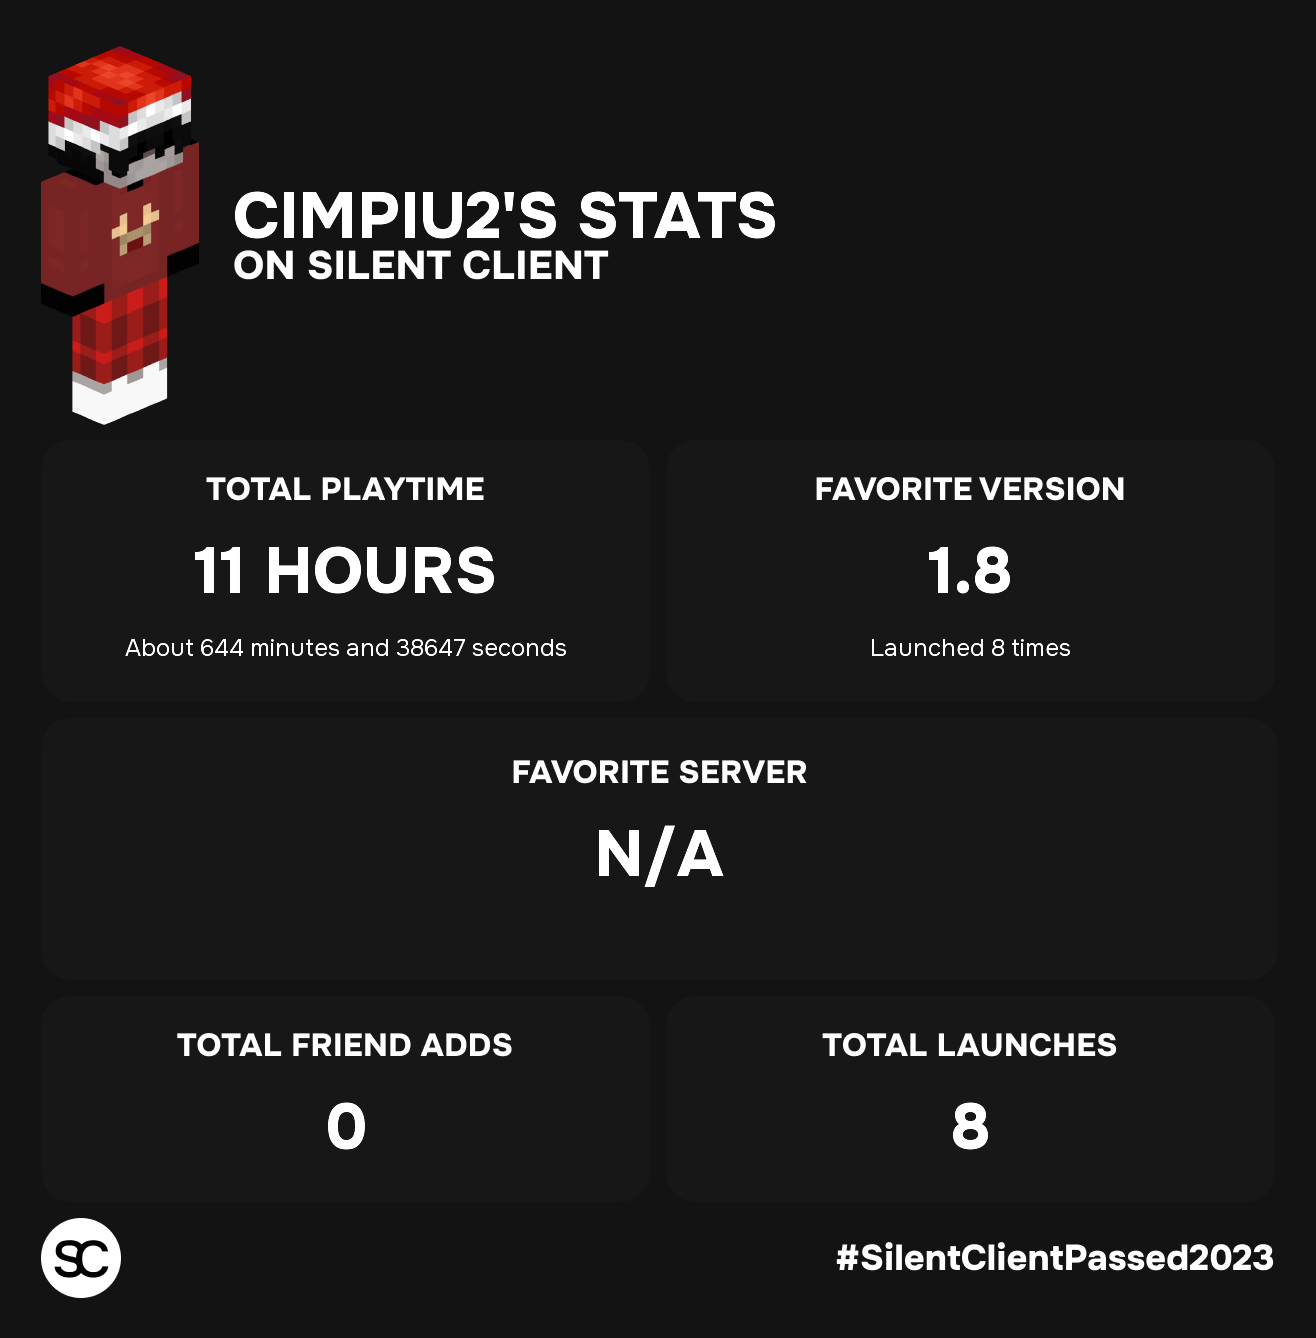 CIMPIU2'S STATS
ON SILENT CLIENT
TOTAL PLAYTIME
11 HOURS
About 644 minutes and 38647 seconds
FAVORITE VERSION
1.8
Launched 8 times
FAVORITE SERVER
N/A
TOTAL FRIEND ADDS
0
TOTAL LAUNCHES
8
SC
#SilentClientPassed2023